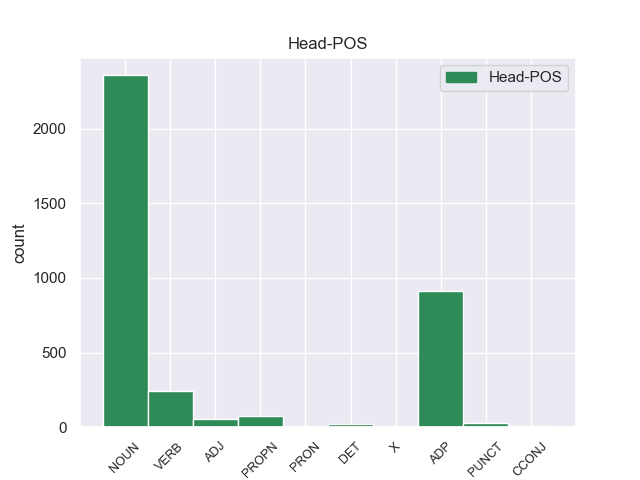 Head-POS
Head-POS
count
2000
1500
1000
500
0
NOUN
VERB
ADJ
PROPN
PRON
DET
X
ADP
PUNCT
CCONJ